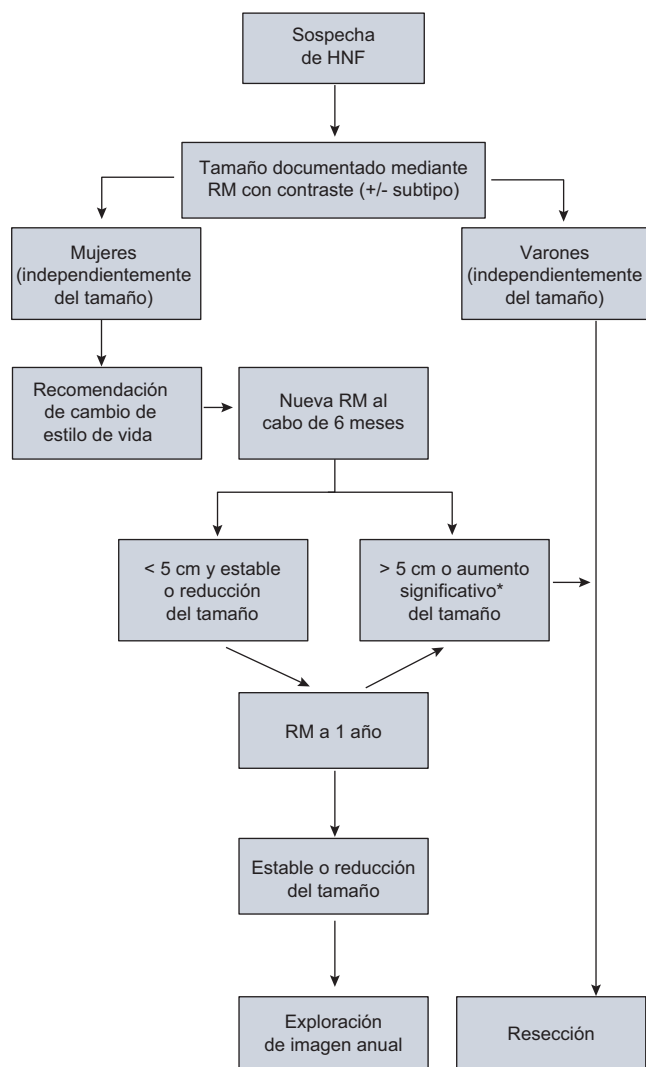 Sospecha
de HNF
Tamaño documentado mediante
RM con contraste (+/- subtipo)
Mujeres
(independientemente
del tamaño)
Varones
(independientemente
del tamaño)
Recomendación
de cambio de
estilo de vida
Nueva RM al
cabo de 6 meses
< 5 cm y estable
o reducción
del tamaño
> 5 cm o aumento
significativo*
del tamaño
RM a 1 año
Estable o reducción
del tamaño
Exploración
de imagen anual
Resección